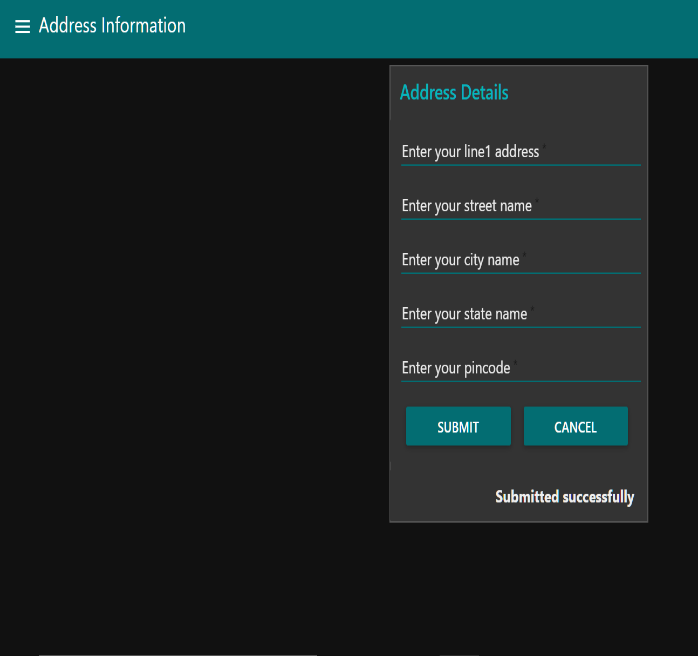 Address Information
Address Details
Enter your line1 address *
Enter your street name *
Enter your city name *
Enter your state name *
Enter your pincode *
SUBMIT CANCEL
Submitted successfully